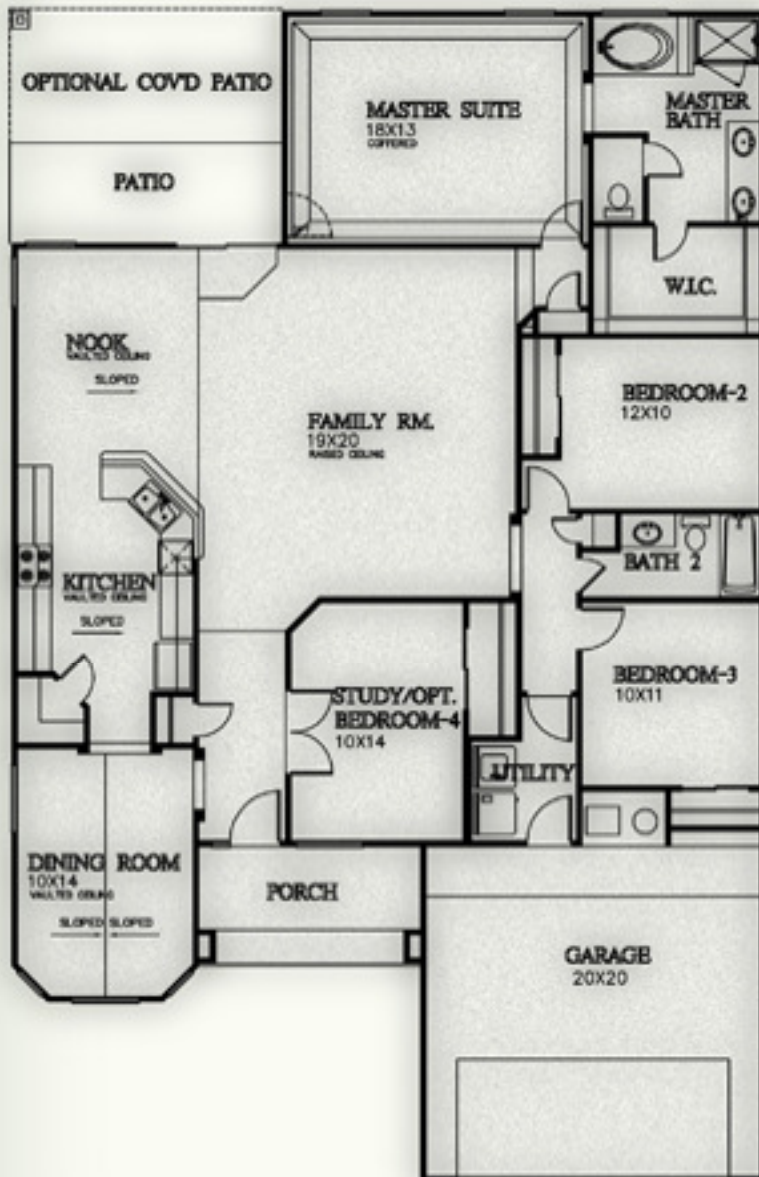 OPTIONAL COV'D PATIO
PATIO
MASTER SUITE
18X13
COFFERED
MASTER
BATH
W.I.C.
NOOK
VAULTED CEILING
SLOPED
FAMILY RM.
19X20
RAISED CEILING
BEDROOM-2
12X10
KITCHEN
VAULTED CEILING
SLOPED
BATH 2
STUDY/OPT.
BEDROOM-4
10X14
BEDROOM-3
10X11
UTILITY
DINING ROOM
10X14
VAULTED CEILING
SLOPED SLOPED
PORCH
GARAGE
20X20